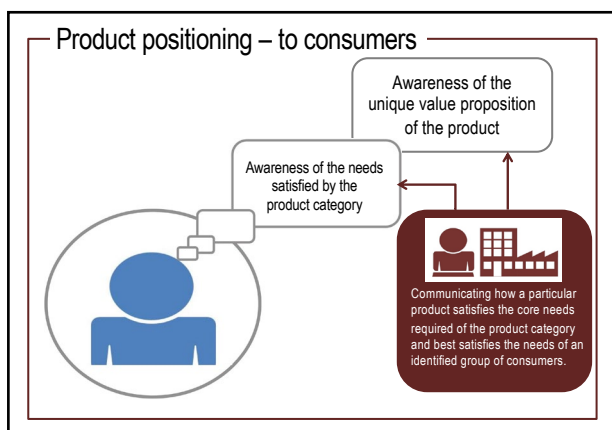 Product positioning – to consumers
Awareness of the
unique value proposition
of the product
Awareness of the needs
satisfied by the
product category
Communicating how a particular
product satisfies the core needs
required of the product category
and best satisfies the needs of an
identified group of consumers.